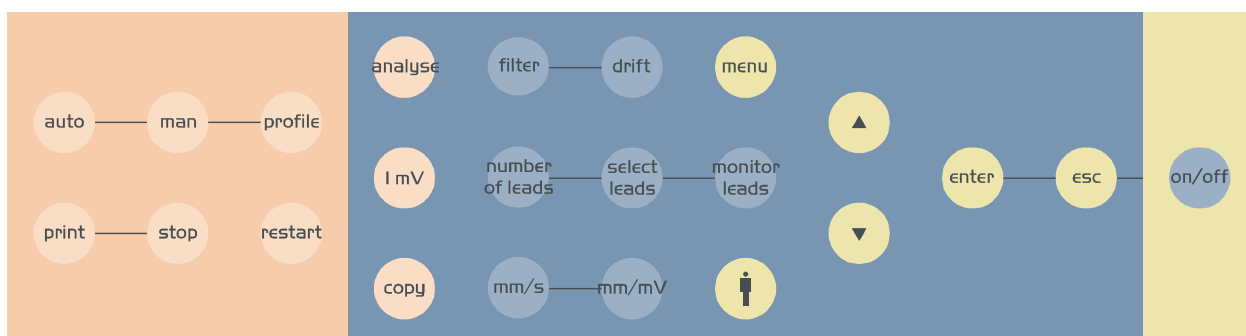 analyse
filter
drift
menu
auto
man
profile
number
of leads
select
leads
monitor
leads
1 mV
enter
esc
on/off
print
stop
restart
copy
mm/s
mm/mV